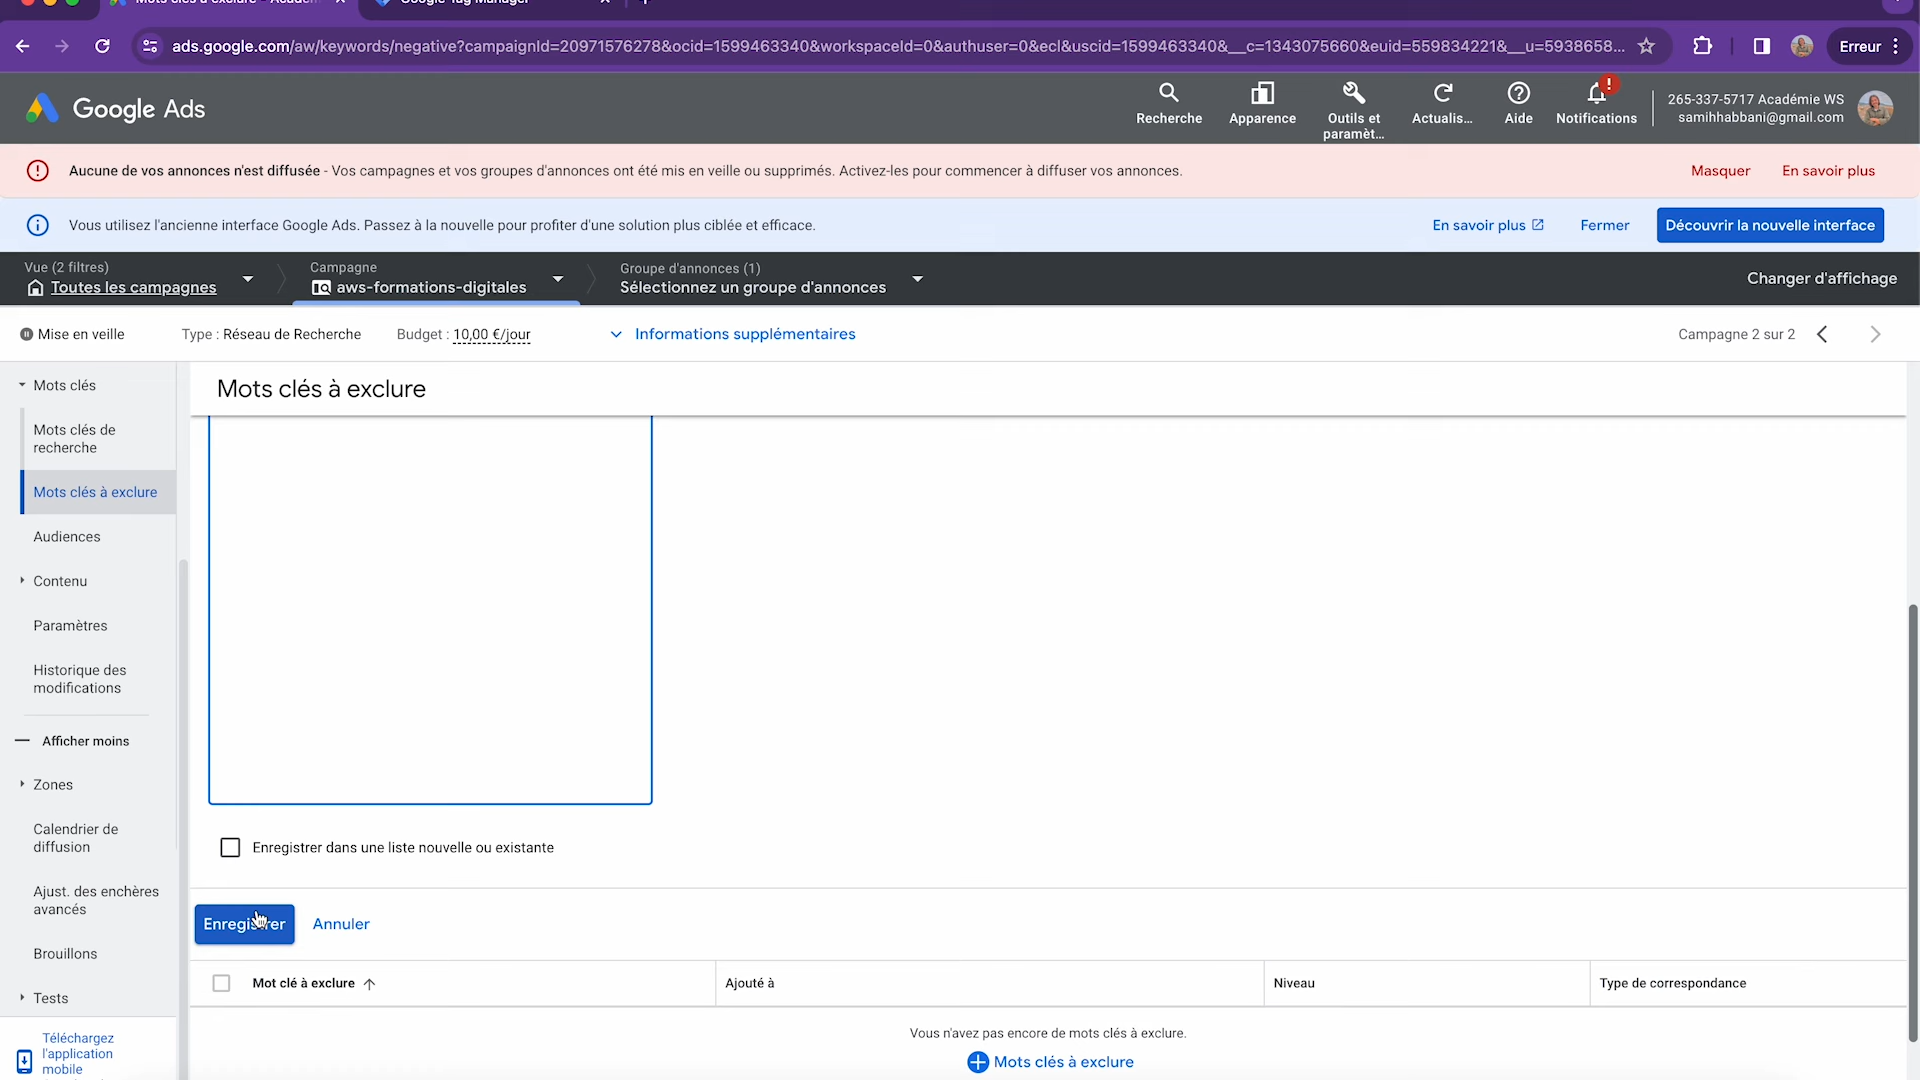 ads.google.com/aw/keywords/negative?campaignId=20971576278&ocid=1599463340&workspaceId=0&authuser=0&ecl&uscid=1599463340&__c=1343075660&euid=559834221&__u=5938658...
Erreur
Google Ads
Recherche
Apparence
Outils et
paramèt...
Actualis...
Aide
Notifications
265-337-5717 Académie WS
samihhabbani@gmail.com
Aucune de vos annonces n'est diffusée - Vos campagnes et vos groupes d'annonces ont été mis en veille ou supprimés. Activez-les pour commencer à diffuser vos annonces.
Masquer
En savoir plus
Vous utilisez l'ancienne interface Google Ads. Passez à la nouvelle pour profiter d'une solution plus ciblée et efficace.
En savoir plus
Fermer
Découvrir la nouvelle interface
Vue (2 filtres)
Toutes les campagnes
Campagne
aws-formations-digitales
Groupe d'annonces (1)
Sélectionnez un groupe d'annonces
Changer d'affichage
Mise en veille
Type : Réseau de Recherche
Budget : 10,00 €/jour
Informations supplémentaires
Campagne 2 sur 2
Mots clés
Mots clés de
recherche
Mots clés à exclure
Audiences
Contenu
Paramètres
Historique des
modifications
Afficher moins
Zones
Calendrier de
diffusion
Ajust. des enchères
avancés
Brouillons
Tests
Téléchargez
l'application
mobile
Mots clés à exclure
Enregistrer dans une liste nouvelle ou existante
Enregistrer
Annuler
Mot clé à exclure
Ajouté à
Niveau
Type de correspondance
Vous n'avez pas encore de mots clés à exclure.
Mots clés à exclure